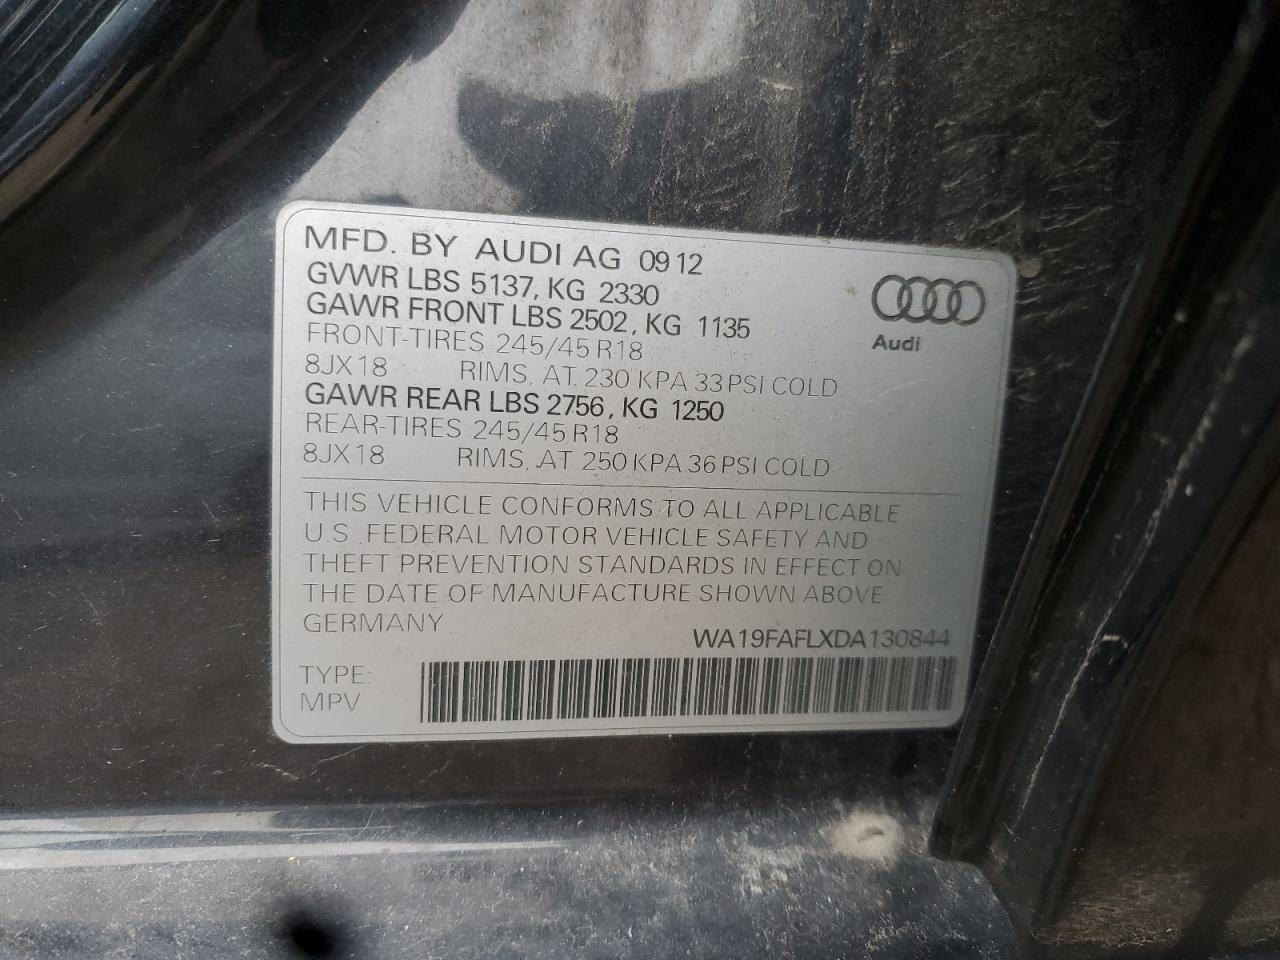 MFD. BY AUDI AG 09 12
GVWR LBS 5137, KG 2330
GAWR FRONT LBS 2502, KG 1135
FRONT-TIRES 245/45 R18
8JX18 RIMS, AT 230 KPA 33 PSI COLD
GAWR REAR LBS 2756, KG 1250
REAR-TIRES 245/45 R18
8JX18 RIMS, AT 250 KPA 36 PSI COLD
Audi
THIS VEHICLE CONFORMS TO ALL APPLICABLE
U.S. FEDERAL MOTOR VEHICLE SAFETY AND
THEFT PREVENTION STANDARDS IN EFFECT ON
THE DATE OF MANUFACTURE SHOWN ABOVE
GERMANY
WA19FAFLXDA130844
TYPE:
MPV